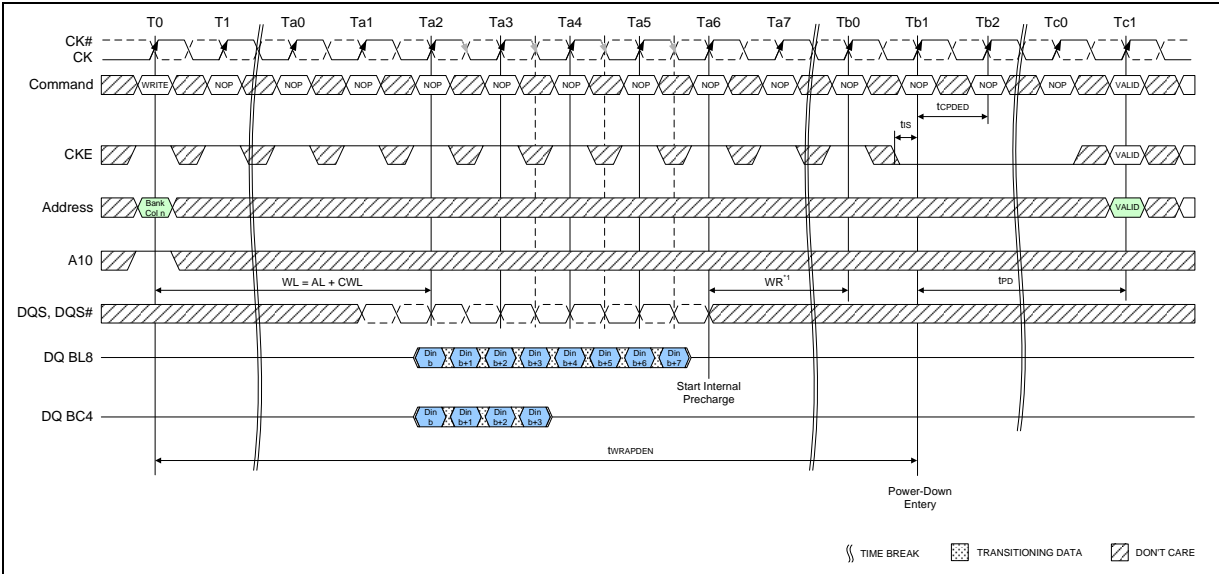 T0 T1 Ta0 Ta1 Ta2 Ta3 Ta4 Ta5 Ta6 Ta7 Tb0 Tb1 Tb2 Tc0 Tc1
CK#
CK
Command WRITE NOP NOP NOP NOP NOP NOP NOP NOP NOP NOP NOP NOP NOP VALID
tCPDED
tIS
CKE VALID
Address Bank Col n VALID
A10
WL = AL + CWL WR*1 tPD
DQS, DQS#
DQ BL8 Din b Din b+1 Din b+2 Din b+3 Din b+4 Din b+5 Din b+6 Din b+7
Start Internal
Precharge
DQ BC4 Din b Din b+1 Din b+2 Din b+3
tWRAPDEN
Power-Down
Entery
TIME BREAK TRANSITIONING DATA DON'T CARE